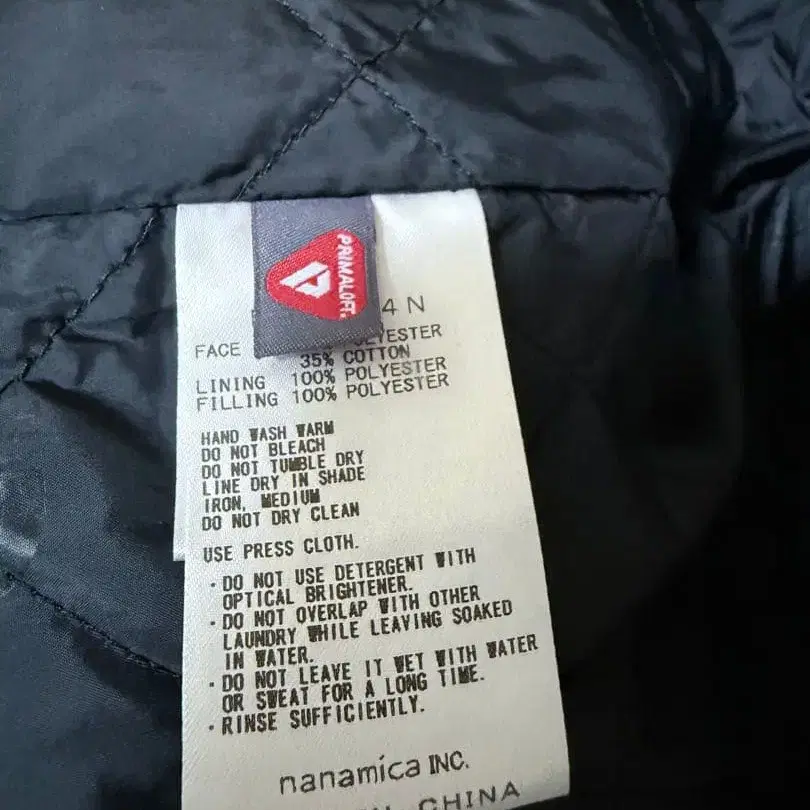 PRIMALOFT.
4N
FACE
35% COTTON
LINING 100% POLYESTER
FILLING 100% POLYESTER
HAND WASH WARM
DO NOT BLEACH
DO NOT TUMBLE DRY
LINE DRY IN SHADE
IRON, MEDIUM
DO NOT DRY CLEAN
USE PRESS CLOTH.
· DO NOT USE DETERGENT WITH
OPTICAL BRIGHTENER.
· DO NOT OVERLAP WITH OTHER
LAUNDRY WHILE LEAVING SOAKED
IN WATER.
· DO NOT LEAVE IT WET WITH WATER
OR SWEAT FOR A LONG TIME.
· RINSE SUFFICIENTLY.
nanamica INC.
CHINA